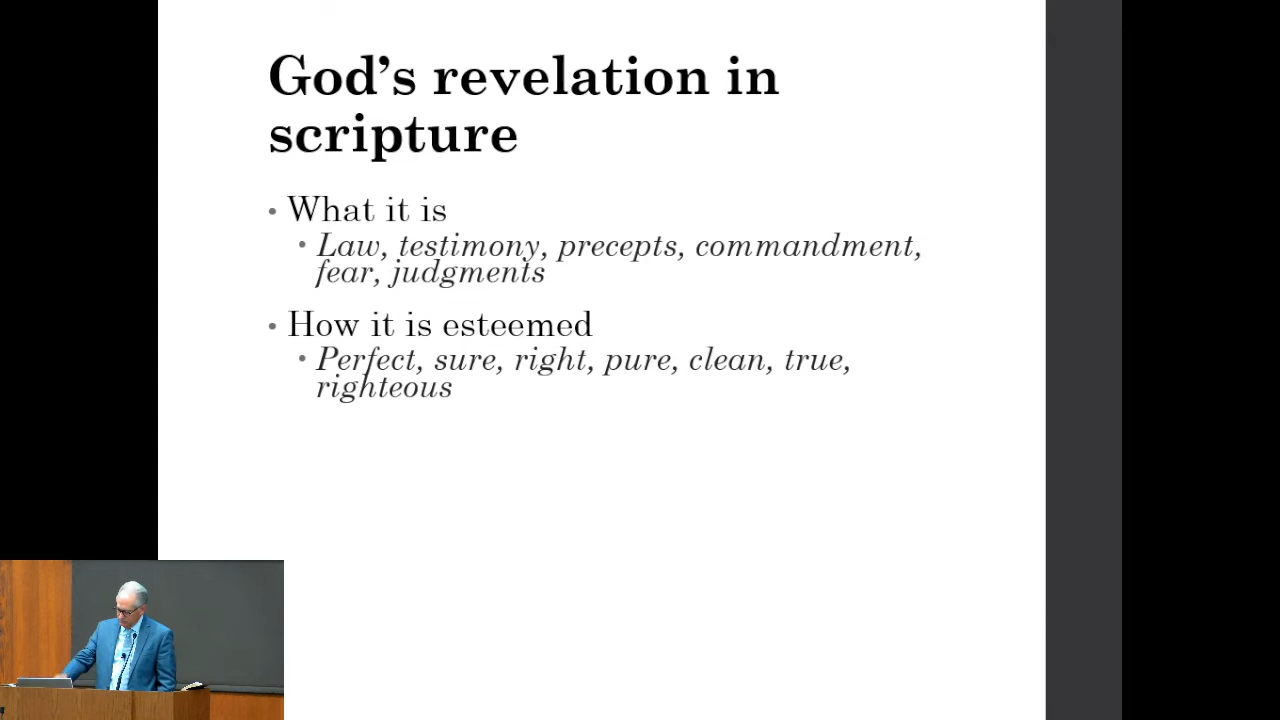 God’s revelation in
scripture
• What it is
• Law, testimony, precepts, commandment,
fear, judgments
• How it is esteemed
• Perfect, sure, right, pure, clean, true,
righteous